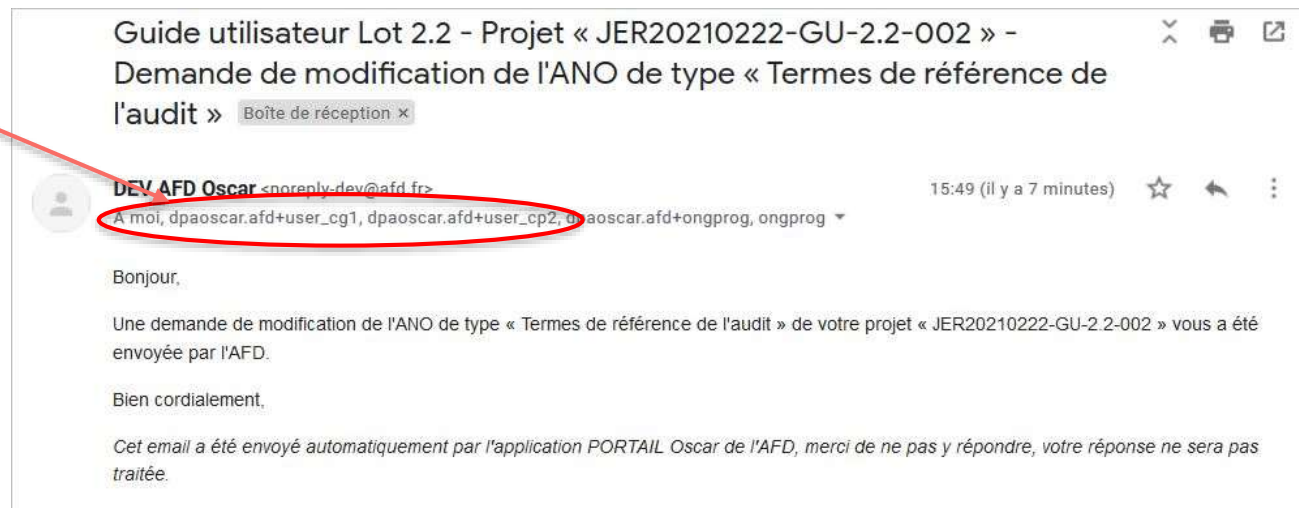 Guide utilisateur Lot 2.2 - Projet « JER20210222-GU-2.2-002 » -
Demande de modification de l'ANO de type « Termes de référence de
l'audit » Boîte de réception ×
DEV AFD Oscar <noreply-dev@afd.fr>
15:49 (il y a 7 minutes)
À moi, dpaoscar.afd+user_cg1, dpaoscar.afd+user_cp2, dpaoscar.afd+ongprog, ongprog
Bonjour,
Une demande de modification de l'ANO de type « Termes de référence de l'audit » de votre projet « JER20210222-GU-2.2-002 » vous a été
envoyée par l'AFD.
Bien cordialement,
Cet email a été envoyé automatiquement par l'application PORTAIL Oscar de l'AFD, merci de ne pas y répondre, votre réponse ne sera pas
traitée.